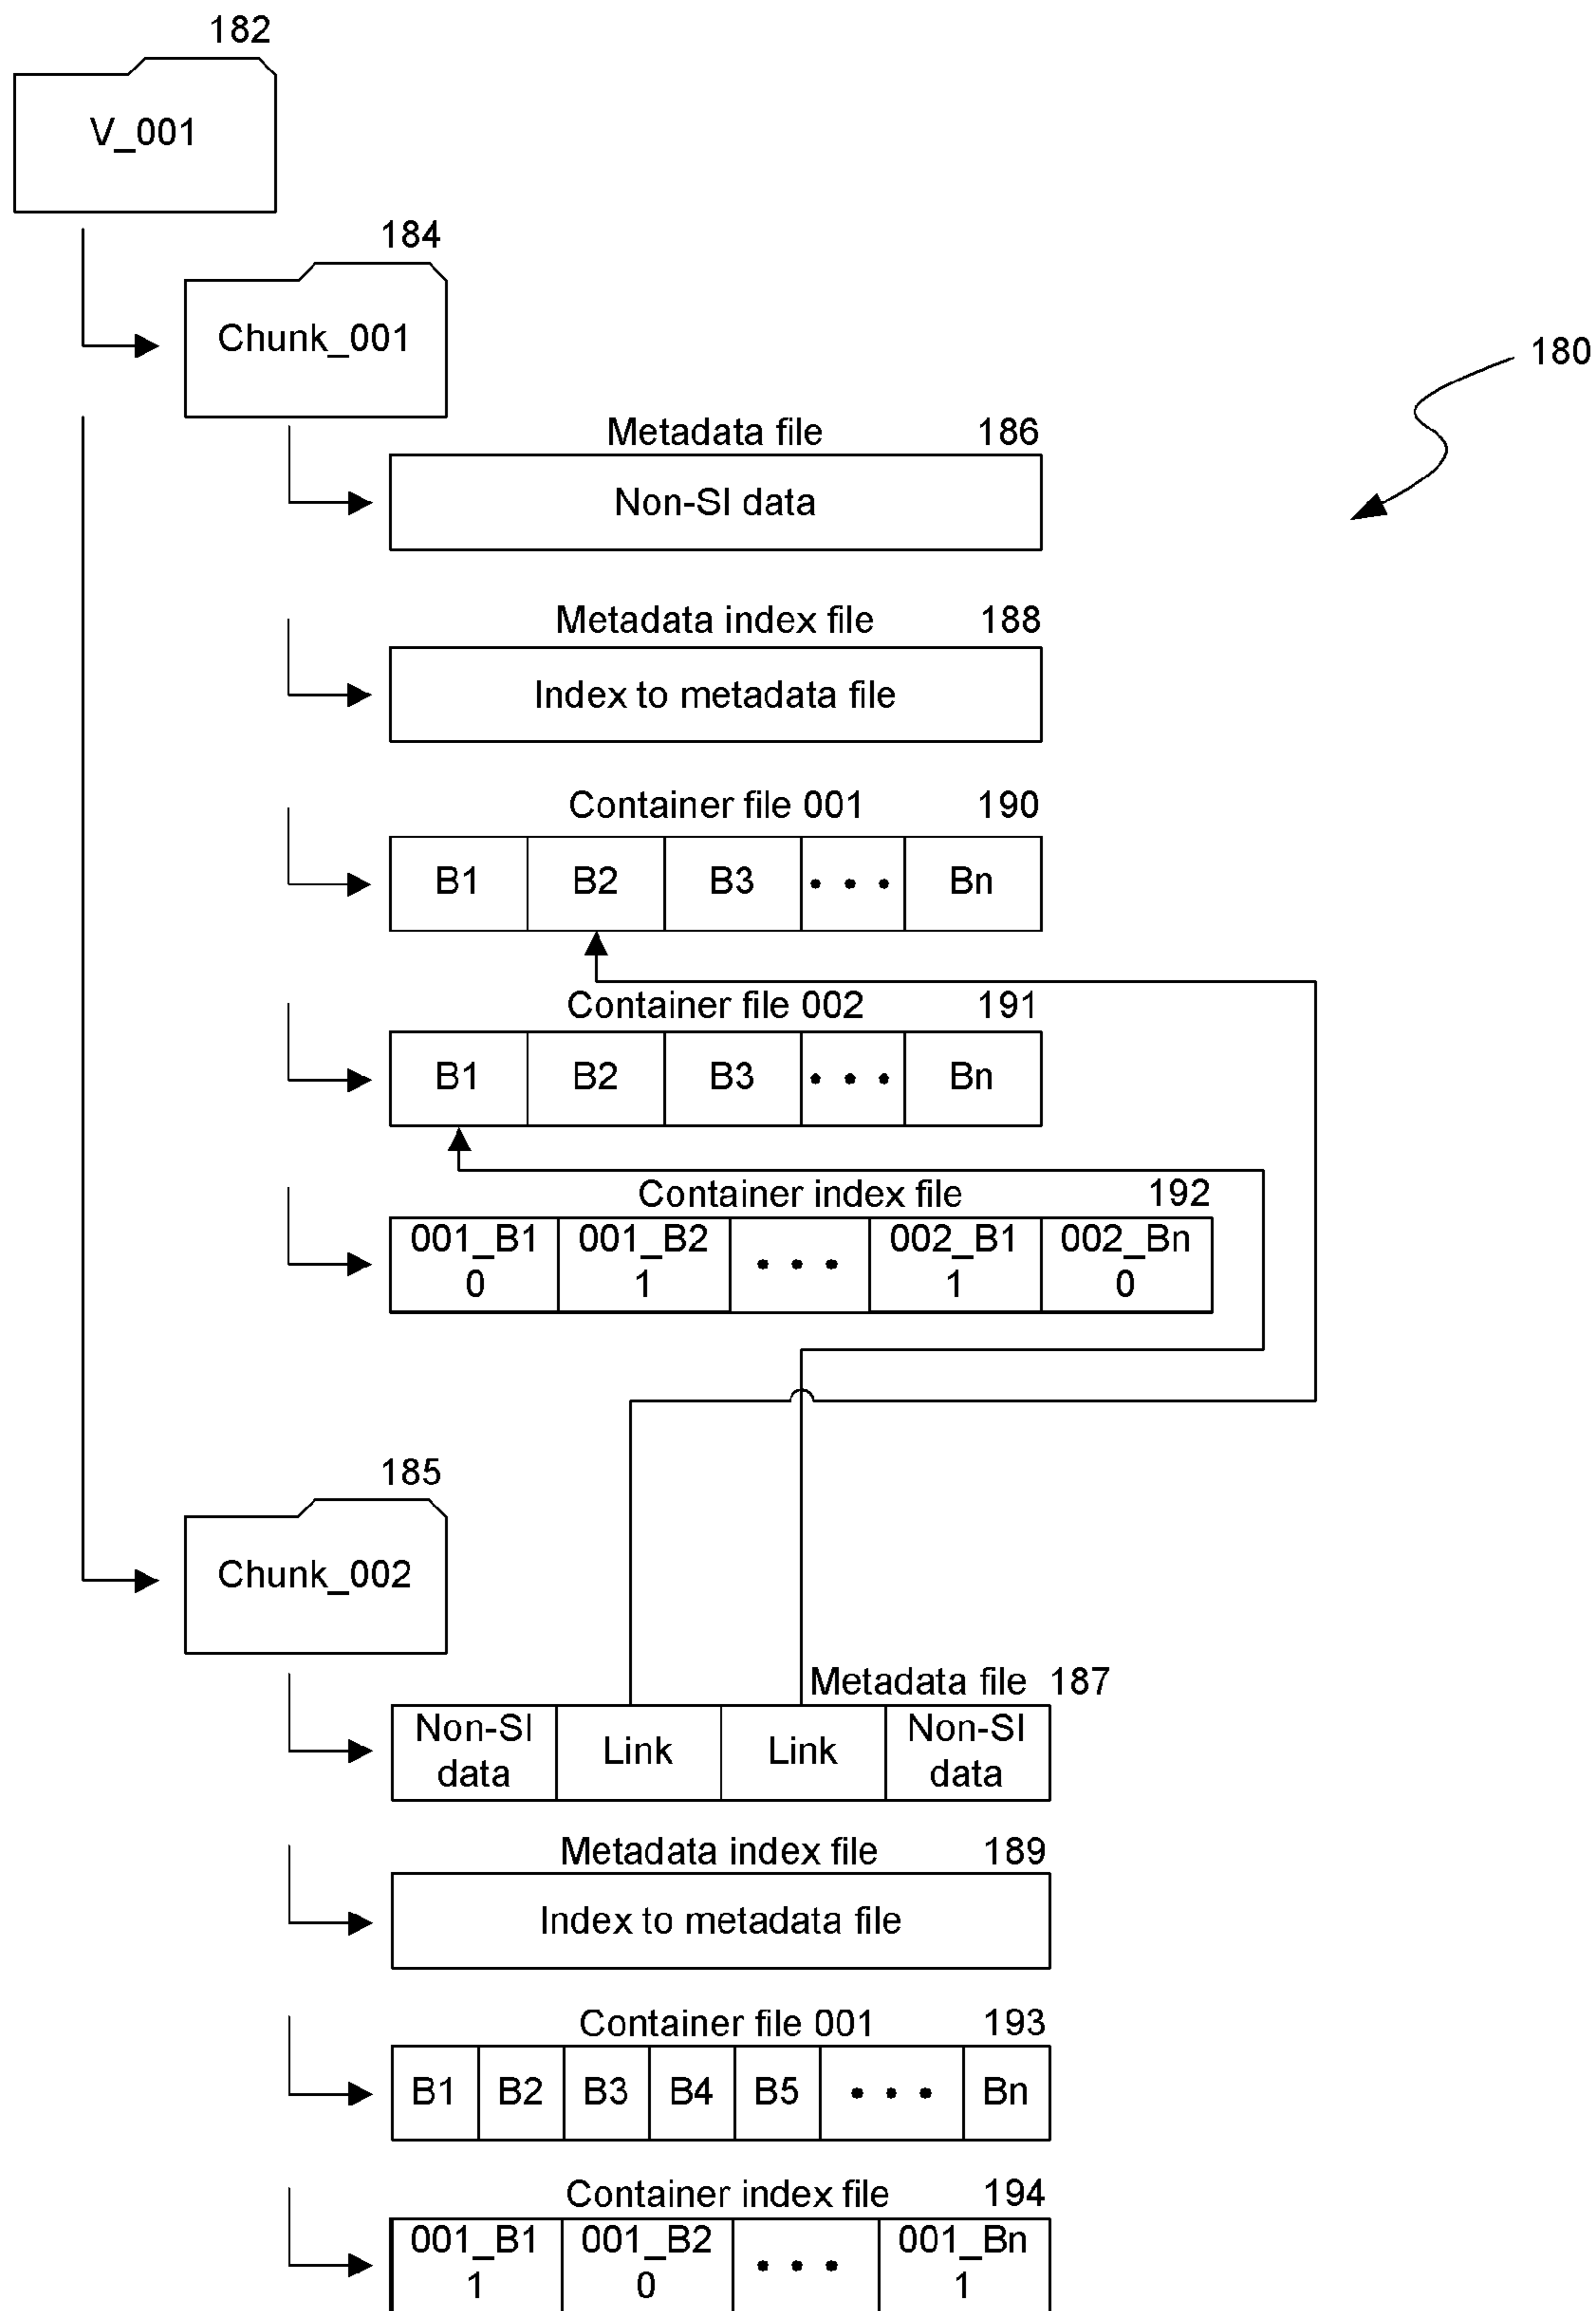 182
V_001
184
Chunk_001
180
Metadata file 186
Non-SI data
Metadata index file 188
Index to metadata file
Container file 001 190
B1 B2 B3 • • • Bn
Container file 002 191
B1 B2 B3 • • • Bn
Container index file 192
001_B1 001_B2 • • • 002_B1 002_Bn
0 1 1 0
185
Chunk_002
Metadata file 187
Non-SI data Link Link Non-SI data
Metadata index file 189
Index to metadata file
Container file 001 193
B1 B2 B3 B4 B5 • • • Bn
Container index file 194
001_B1 001_B2 • • • 001_Bn
1 0 1